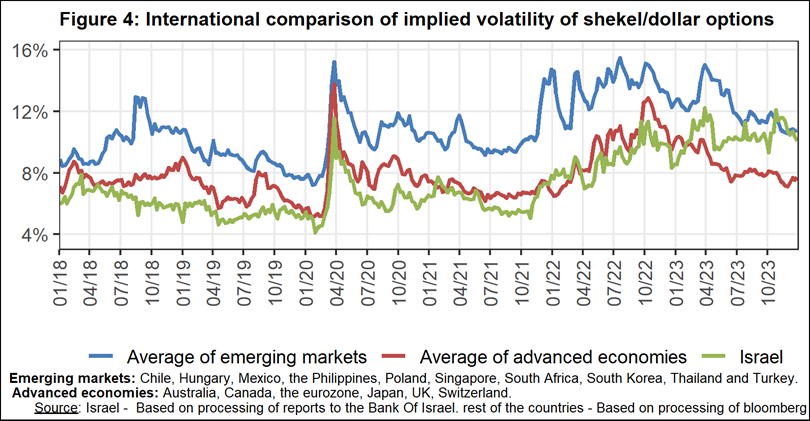 Figure 4: International comparison of implied volatility of shekel/dollar options
16%
12%
8%
4%
01/18 04/18 07/18 10/18 01/19 04/19 07/19 10/19 01/20 04/20 07/20 10/20 01/21 04/21 07/21 10/21 01/22 04/22 07/22 10/22 01/23 04/23 07/23 10/23
Average of emerging markets Average of advanced economies Israel
Emerging markets: Chile, Hungary, Mexico, the Philippines, Poland, Singapore, South Africa, South Korea, Thailand and Turkey.
Advanced economies: Australia, Canada, the eurozone, Japan, UK, Switzerland.
Source: Israel - Based on processing of reports to the Bank Of Israel. rest of the countries - Based on processing of bloomberg